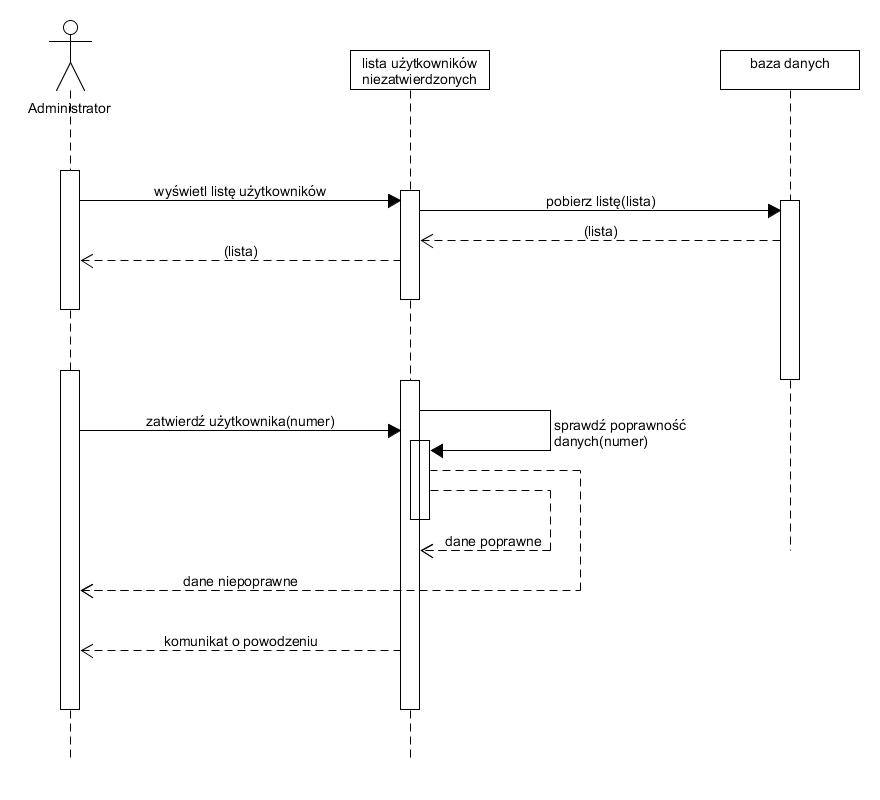 lista użytkowników
niezatwierdzonych
baza danych
Administrator
wyświetl listę użytkowników
pobierz listę(lista)
(lista)
(lista)
zatwierdź użytkownika(numer)
sprawdź poprawność
danych(numer)
dane poprawne
dane niepoprawne
komunikat o powodzeniu